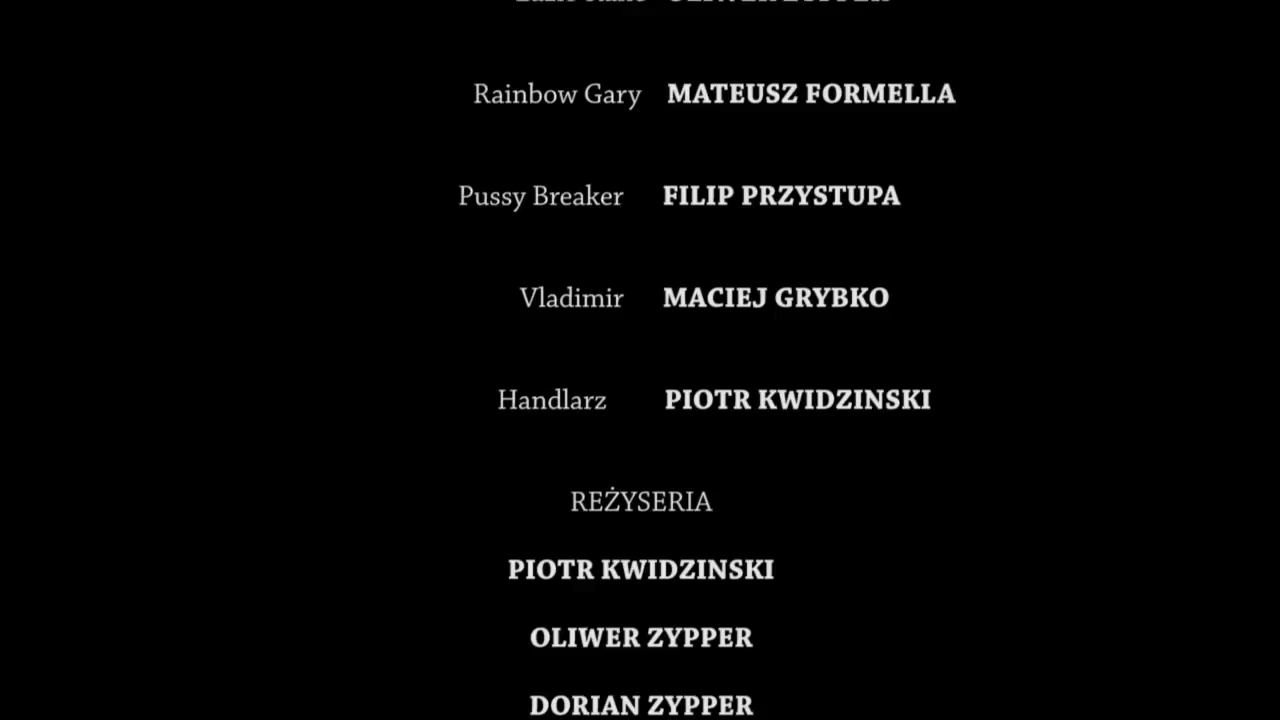 Rainbow Gary MATEUSZ FORMELLA
Pussy Breaker FILIP PRZYSTUPA
Vladimir MACIEJ GRYBKO
Handlarz PIOTR KWIDZINSKI
REŻYSERIA
PIOTR KWIDZINSKI
OLIWER ZYPPER
DORIAN ZYPPER